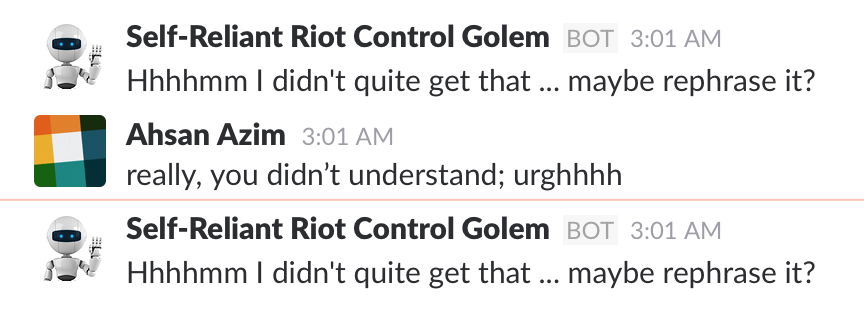 Self-Reliant Riot Control Golem BOT 3:01 AM
Hhhhmm I didn't quite get that ... maybe rephrase it?
Ahsan Azim 3:01 AM
really, you didn’t understand; urghhhh
Self-Reliant Riot Control Golem BOT 3:01 AM
Hhhhmm I didn't quite get that ... maybe rephrase it?